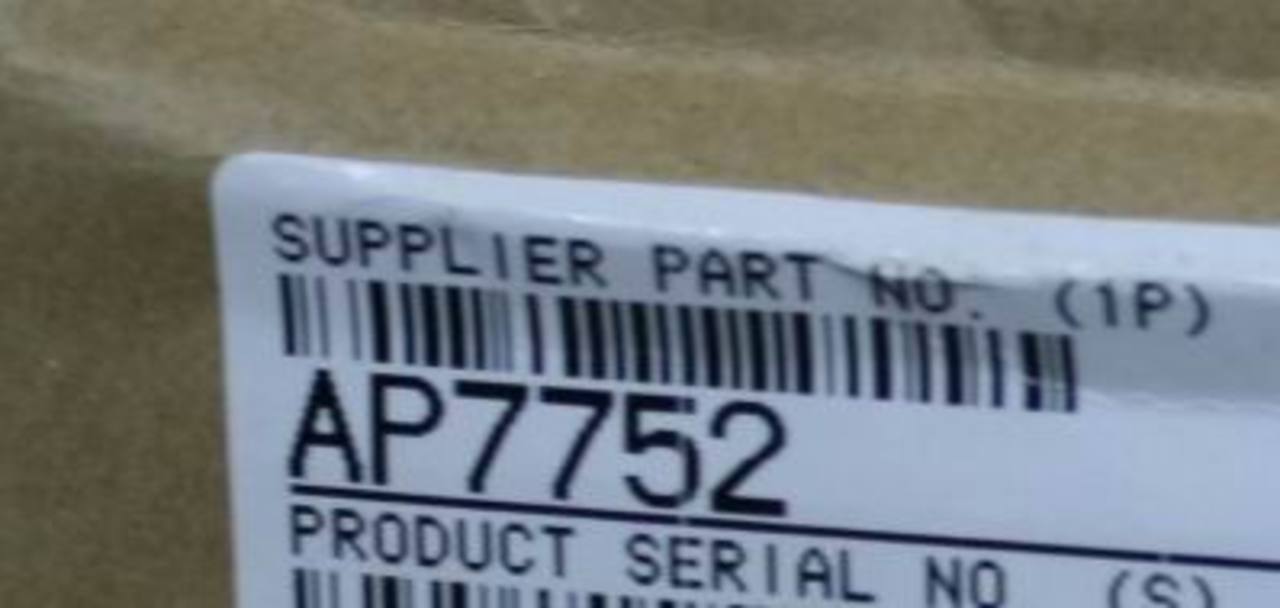 SUPPLIER PART NO. (1P)
AP7752
PRODUCT SERIAL NO (S)